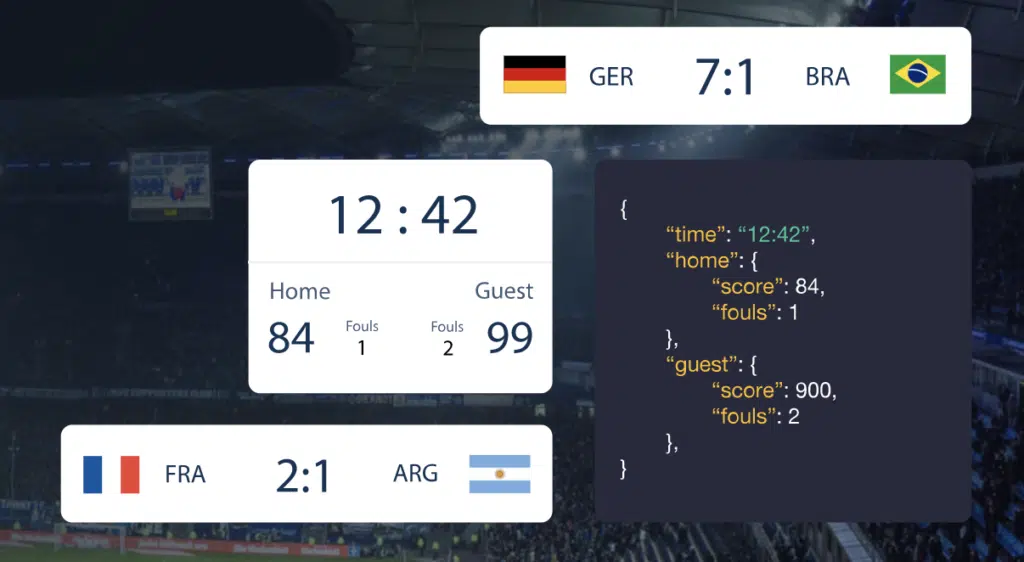 GER 7:1 BRA
12 : 42
Home Guest
84 Fouls 1 Fouls 2 99
FRA 2:1 ARG
{
“time”: “12:42”,
“home”: {
“score”: 84,
“fouls”: 1
},
“guest”: {
“score”: 900,
“fouls”: 2
},
}